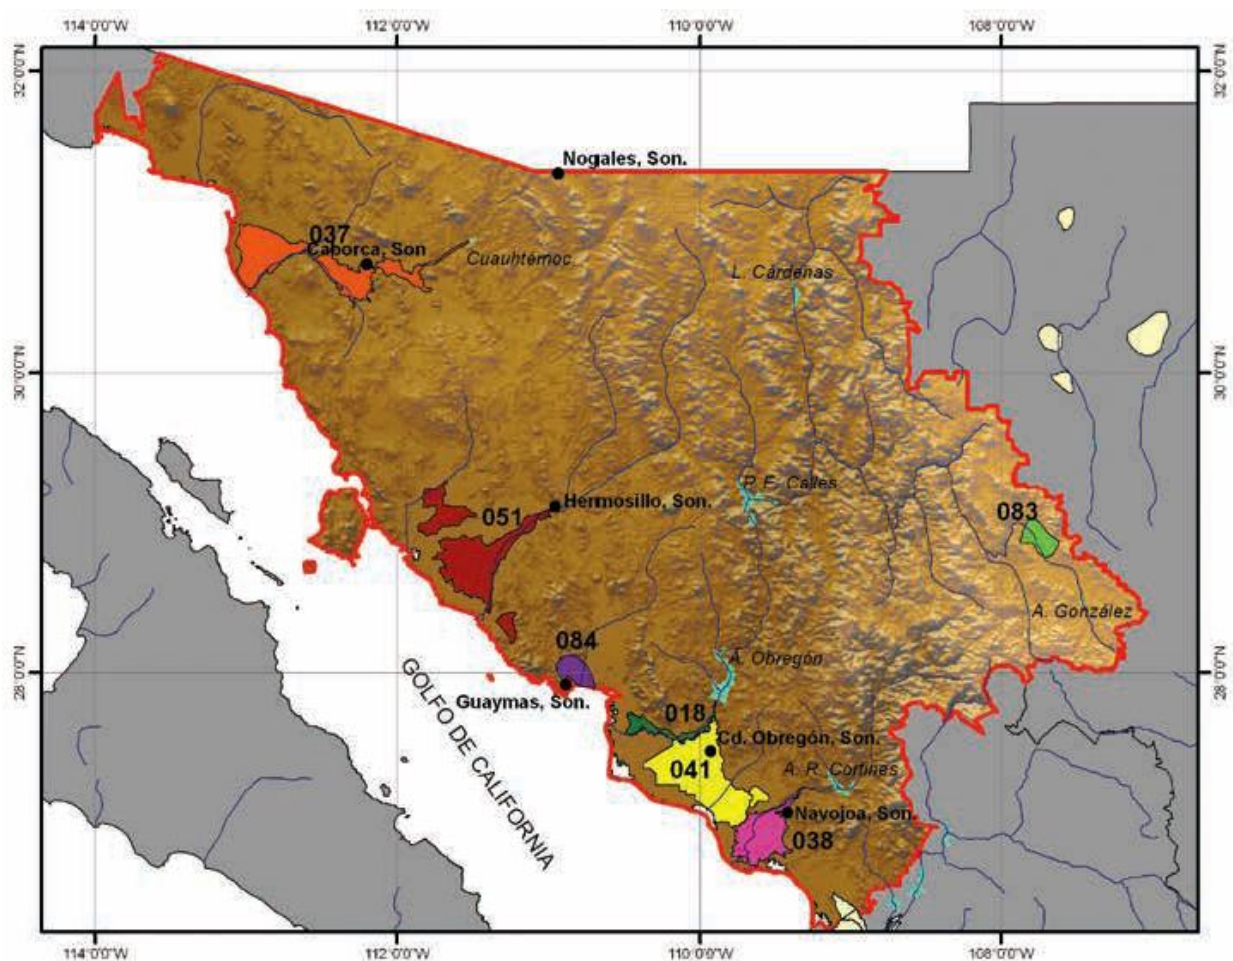 114°0'0"W 112°0'0"W 110°0'0"W 108°0'0"W
32°0'0"N
32°0'0"N
Nogales, Son.
037
Caborca, Son
Cuauhtémoc
L. Cárdenas
30°0'0"N
30°0'0"N
P. E. Calles
Hermosillo, Son.
051
083
A. González
084
A. Obregón
28°0'0"N
28°0'0"N
Guaymas, Son.
018
Cd. Obregón, Son.
041
A. R. Cortines
Navojoa, Son.
038
GOLFO DE CALIFORNIA
114°0'0"W 112°0'0"W 110°0'0"W 108°0'0"W